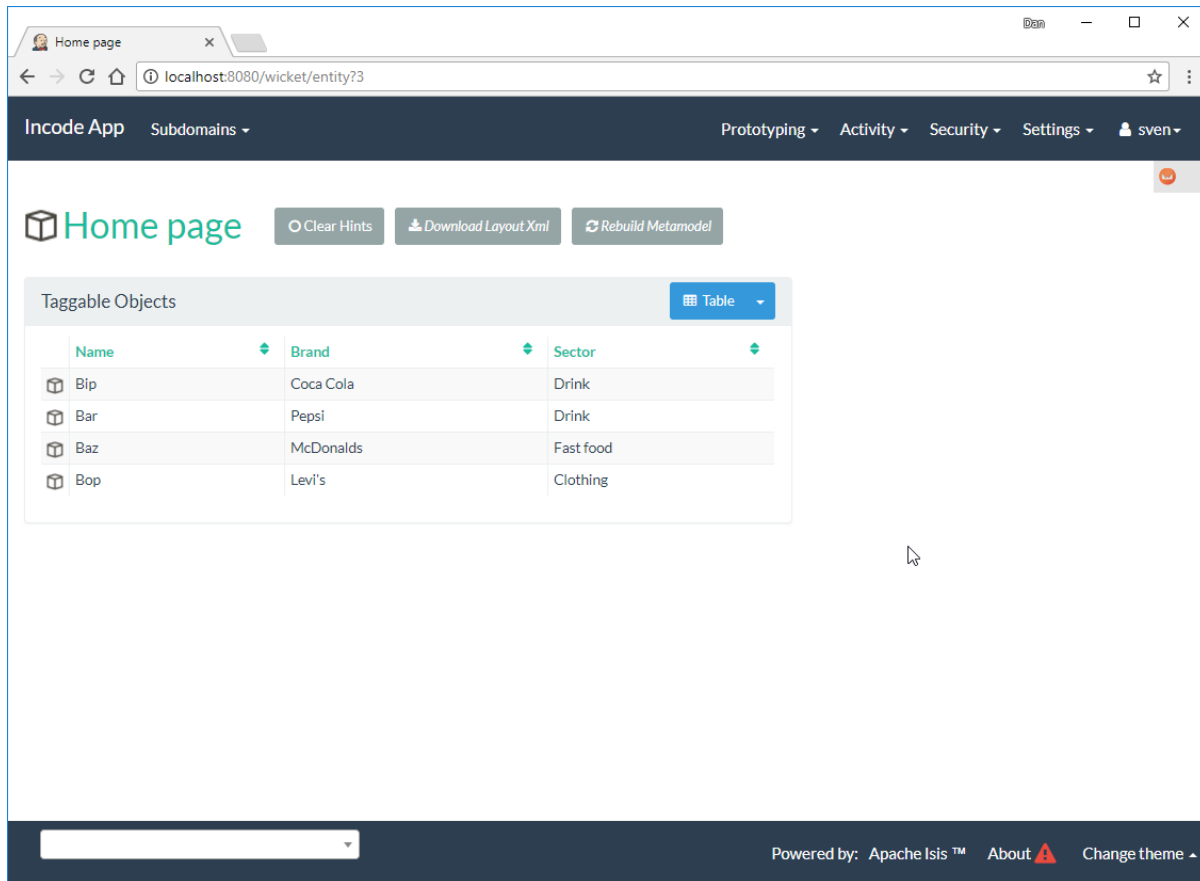 Dan
Home page
localhost:8080/wicket/entity?3
Incode App Subdomains Prototyping Activity Security Settings sven
Home page Clear Hints Download Layout Xml Rebuild Metamodel
Taggable Objects Table
Name Brand Sector
Bip Coca Cola Drink
Bar Pepsi Drink
Baz McDonalds Fast food
Bop Levi's Clothing
Powered by: Apache Isis ™ About Change theme